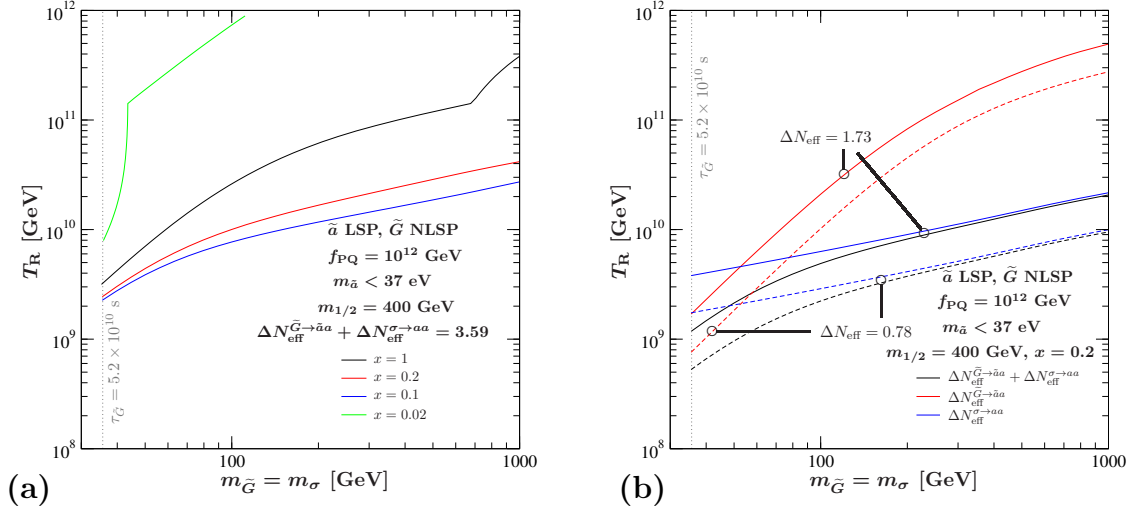 10^12
10^11
10^10
10^9
10^8
T_R [GeV]
τ_G̃ = 5.2 × 10^10 s
ã LSP, G̃ NLSP
f_PQ = 10^12 GeV
m_ã < 37 eV
m_1/2 = 400 GeV
ΔN_eff^{G̃→ãa} + ΔN_eff^{σ→aa} = 3.59
x = 1
x = 0.2
x = 0.1
x = 0.02
100
1000
m_G̃ = m_σ [GeV]
(a)
10^12
10^11
10^10
10^9
10^8
T_R [GeV]
τ_G̃ = 5.2 × 10^10 s
ΔN_eff = 1.73
ã LSP, G̃ NLSP
f_PQ = 10^12 GeV
ΔN_eff = 0.78
m_ã < 37 eV
m_1/2 = 400 GeV, x = 0.2
ΔN_eff^{G̃→ãa} + ΔN_eff^{σ→aa}
ΔN_eff^{G̃→ãa}
ΔN_eff^{σ→aa}
100
1000
m_G̃ = m_σ [GeV]
(b)